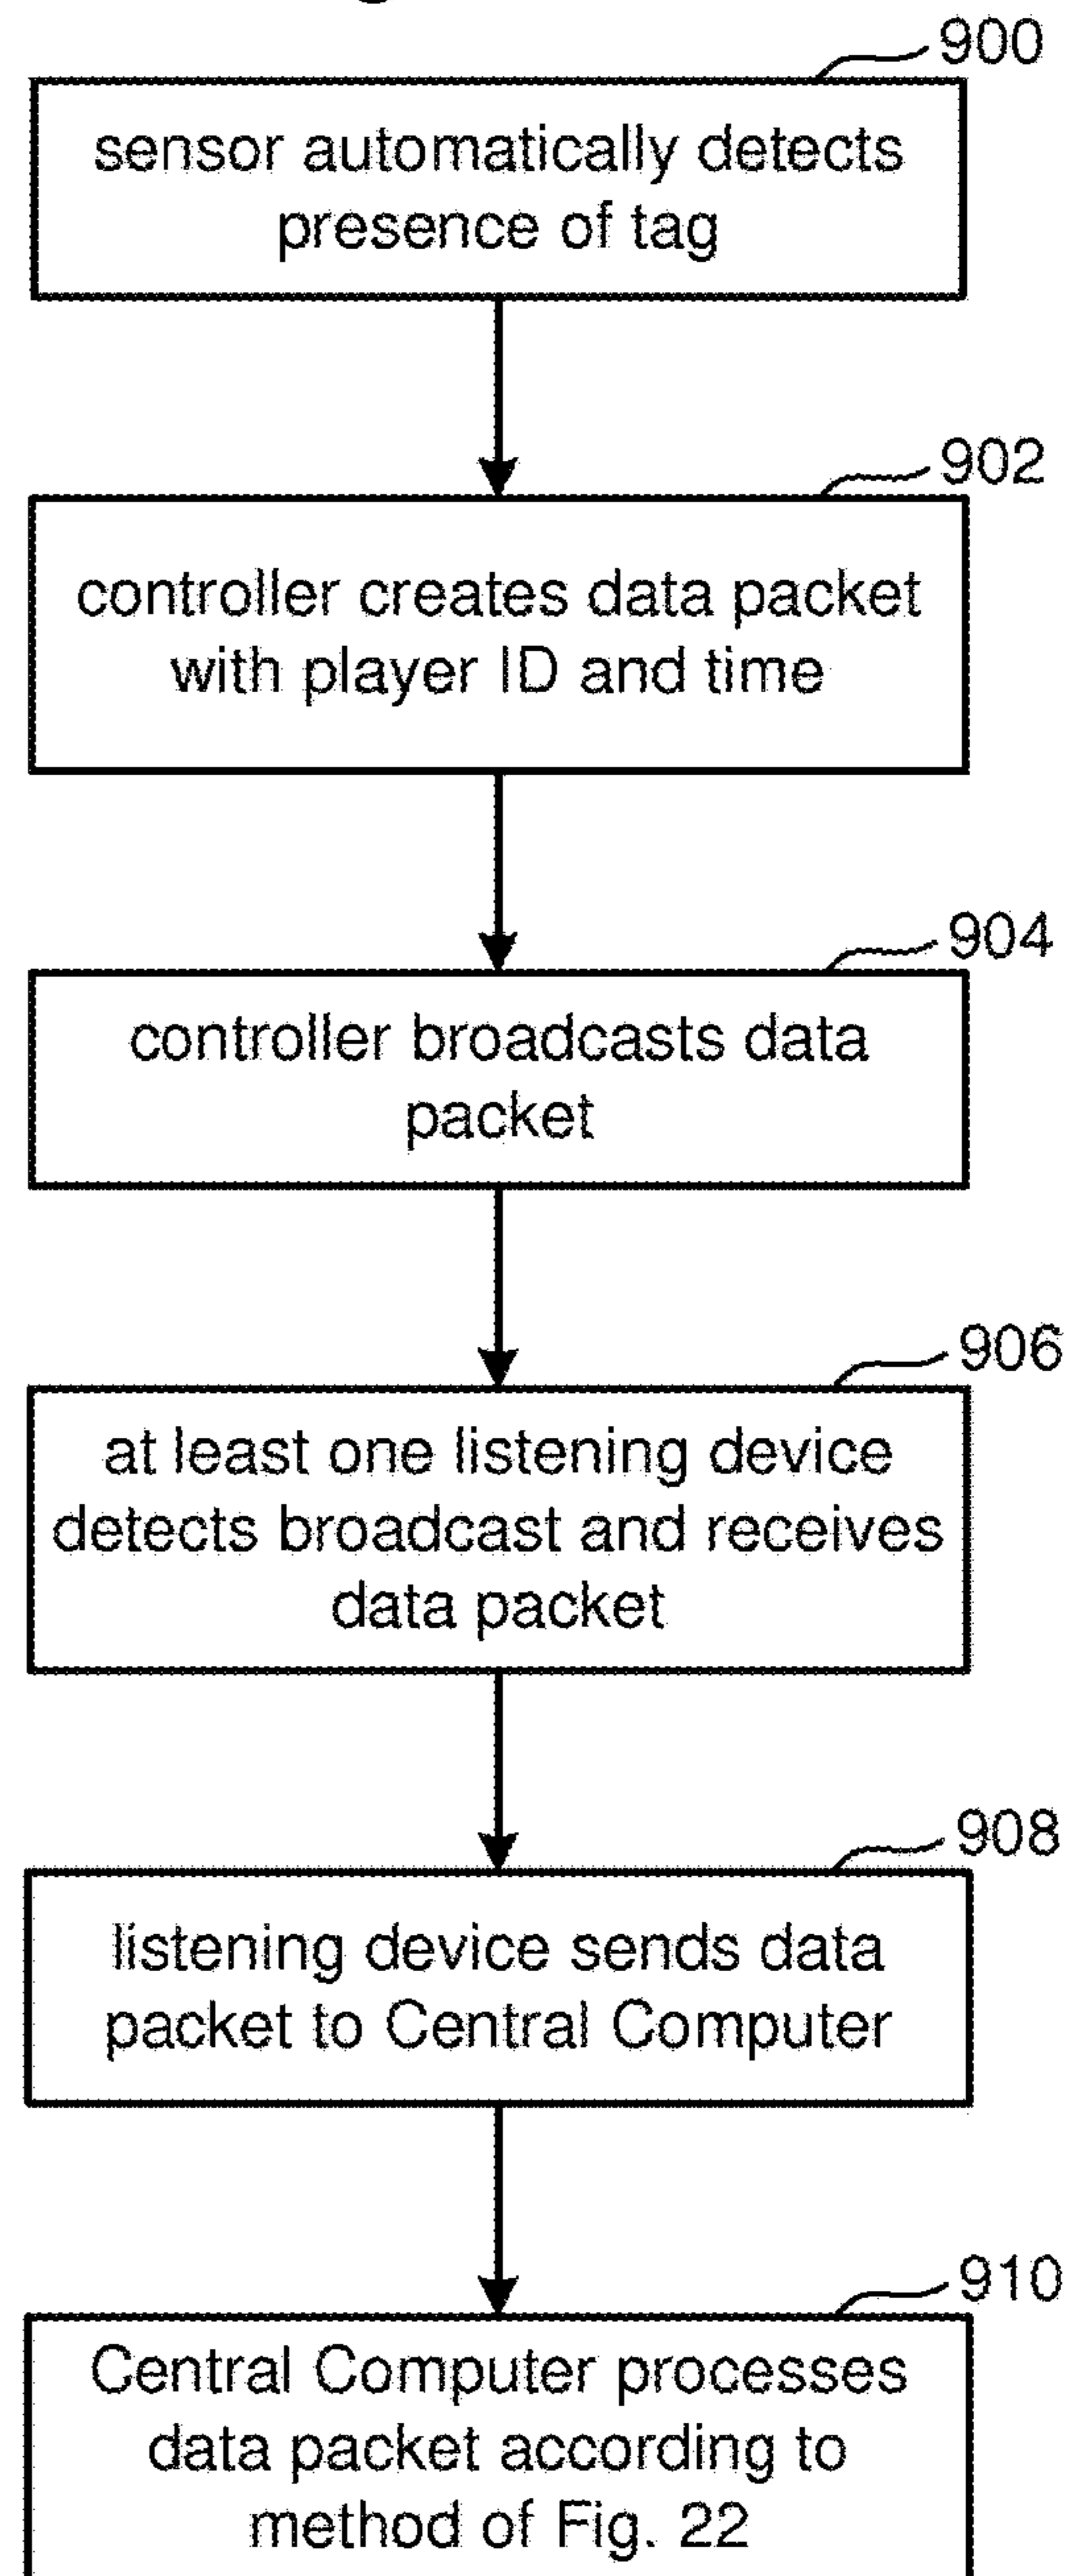 900
sensor automatically detects
presence of tag
902
controller creates data packet
with player ID and time
904
controller broadcasts data
packet
906
at least one listening device
detects broadcast and receives
data packet
908
listening device sends data
packet to Central Computer
910
Central Computer processes
data packet according to
method of Fig. 22